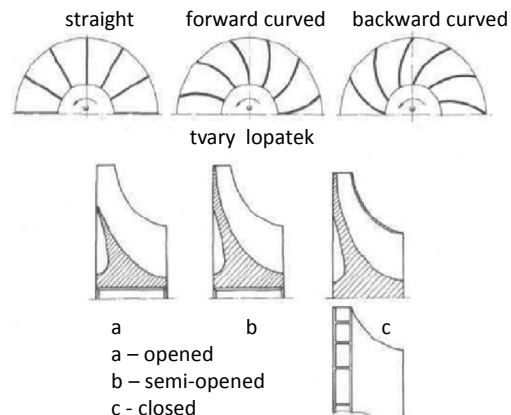 straight forward curved backward curved
tvary lopatek
a b c
a – opened
b – semi-opened
c - closed